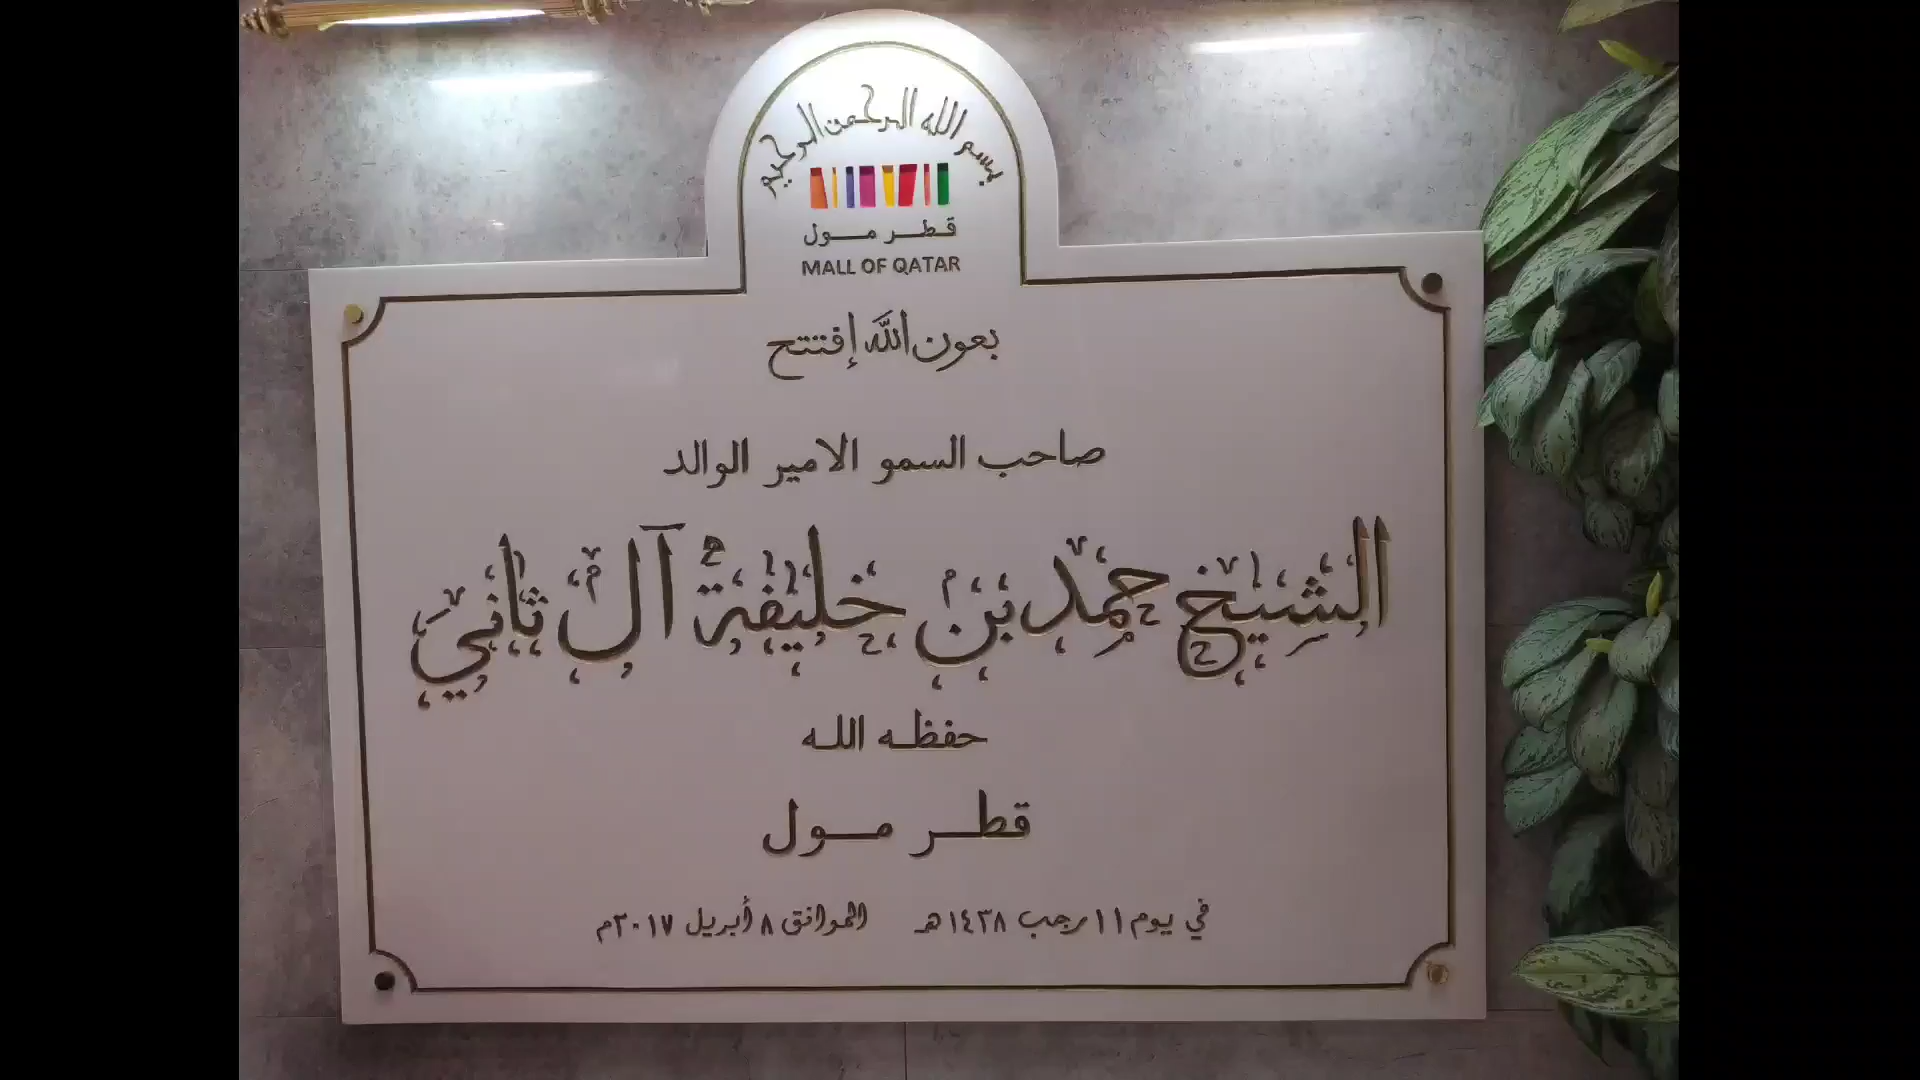 بسم الله الرحمن الرحيم
قطر مول
MALL OF QATAR
بعون الله إفتتح
صاحب السمو الامير الوالد
الشيخ حمد بن خليفة آل ثاني
حفظه الله
قطر مول
في يوم ١١ رجب ١٤٣٨هـ الموافق ٨ أبريل ٢٠١٧م